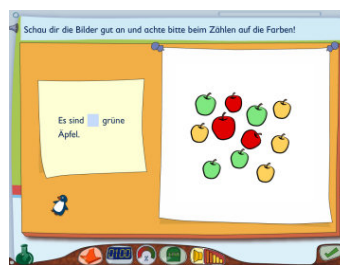 Schau dir die Bilder gut an und achte bitte beim Zählen auf die Farben!
Es sind grüne
Äpfel.